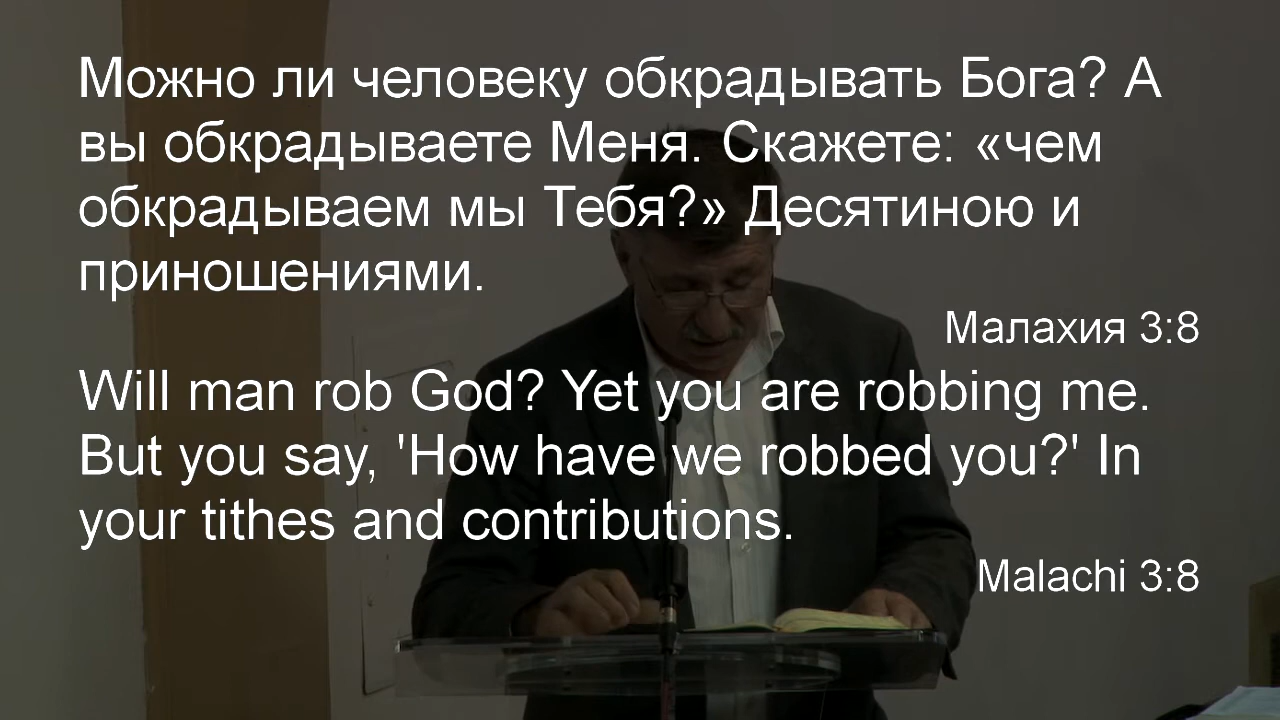 Можно ли человеку обкрадывать Бога? А
вы обкрадываете Меня. Скажете: «чем
обкрадываем мы Тебя?» Десятиною и
приношениями.
Малахия 3:8
Will man rob God? Yet you are robbing me.
But you say, 'How have we robbed you?' In
your tithes and contributions.
Malachi 3:8